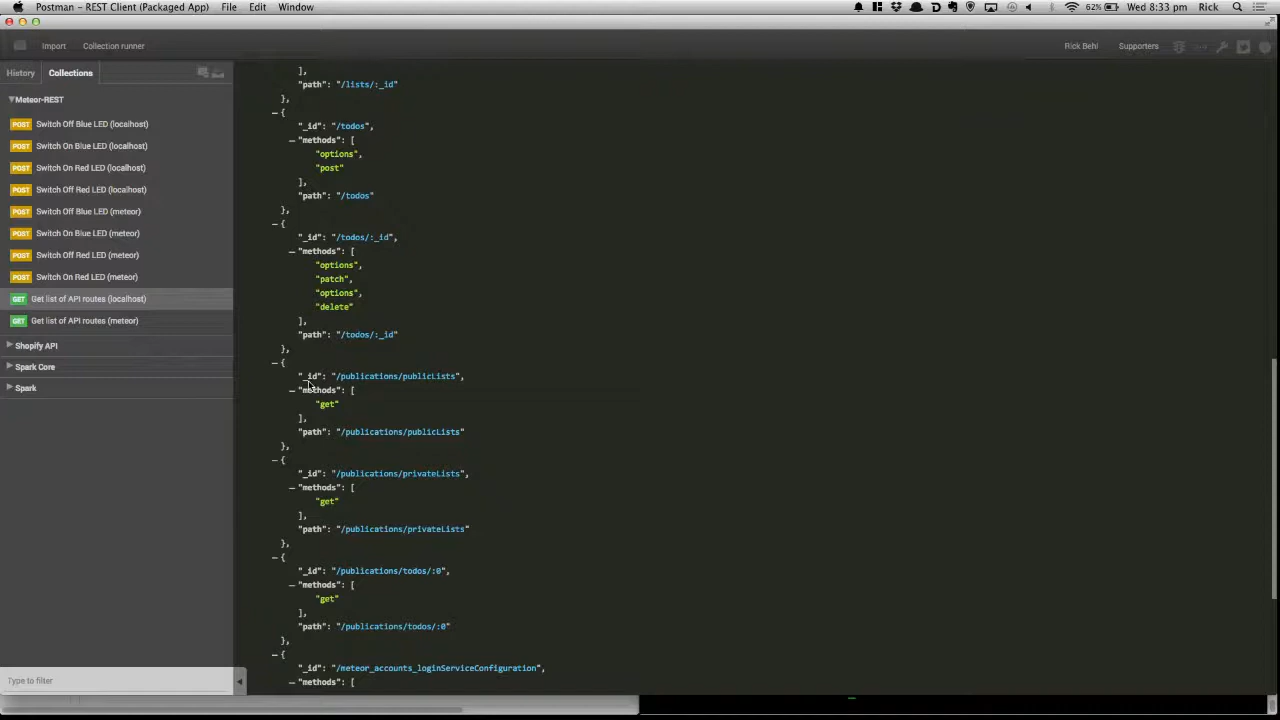 Postman - REST Client (Packaged App) File Edit Window 62% Wed 8:33 pm Rick
Import Collection runner Rick Behl Supporters
History Collections
Meteor-REST
POST Switch Off Blue LED (localhost)
POST Switch On Blue LED (localhost)
POST Switch On Red LED (localhost)
POST Switch Off Red LED (localhost)
POST Switch Off Blue LED (meteor)
POST Switch On Blue LED (meteor)
POST Switch Off Red LED (meteor)
POST Switch On Red LED (meteor)
GET Get list of API routes (localhost)
GET Get list of API routes (meteor)
Shopify API
Spark Core
Spark
Type to filter
],
"path": "/lists/:_id"
},
{
"_id": "/todos",
"methods": [
"options",
"post"
],
"path": "/todos"
},
{
"_id": "/todos/:_id",
"methods": [
"options",
"patch",
"options",
"delete"
],
"path": "/todos/:_id"
},
{
"_id": "/publications/publicLists",
"methods": [
"get"
],
"path": "/publications/publicLists"
},
{
"_id": "/publications/privateLists",
"methods": [
"get"
],
"path": "/publications/privateLists"
},
{
"_id": "/publications/todos/:0",
"methods": [
"get"
],
"path": "/publications/todos/:0"
},
{
"_id": "/meteor_accounts_loginServiceConfiguration",
"methods": [